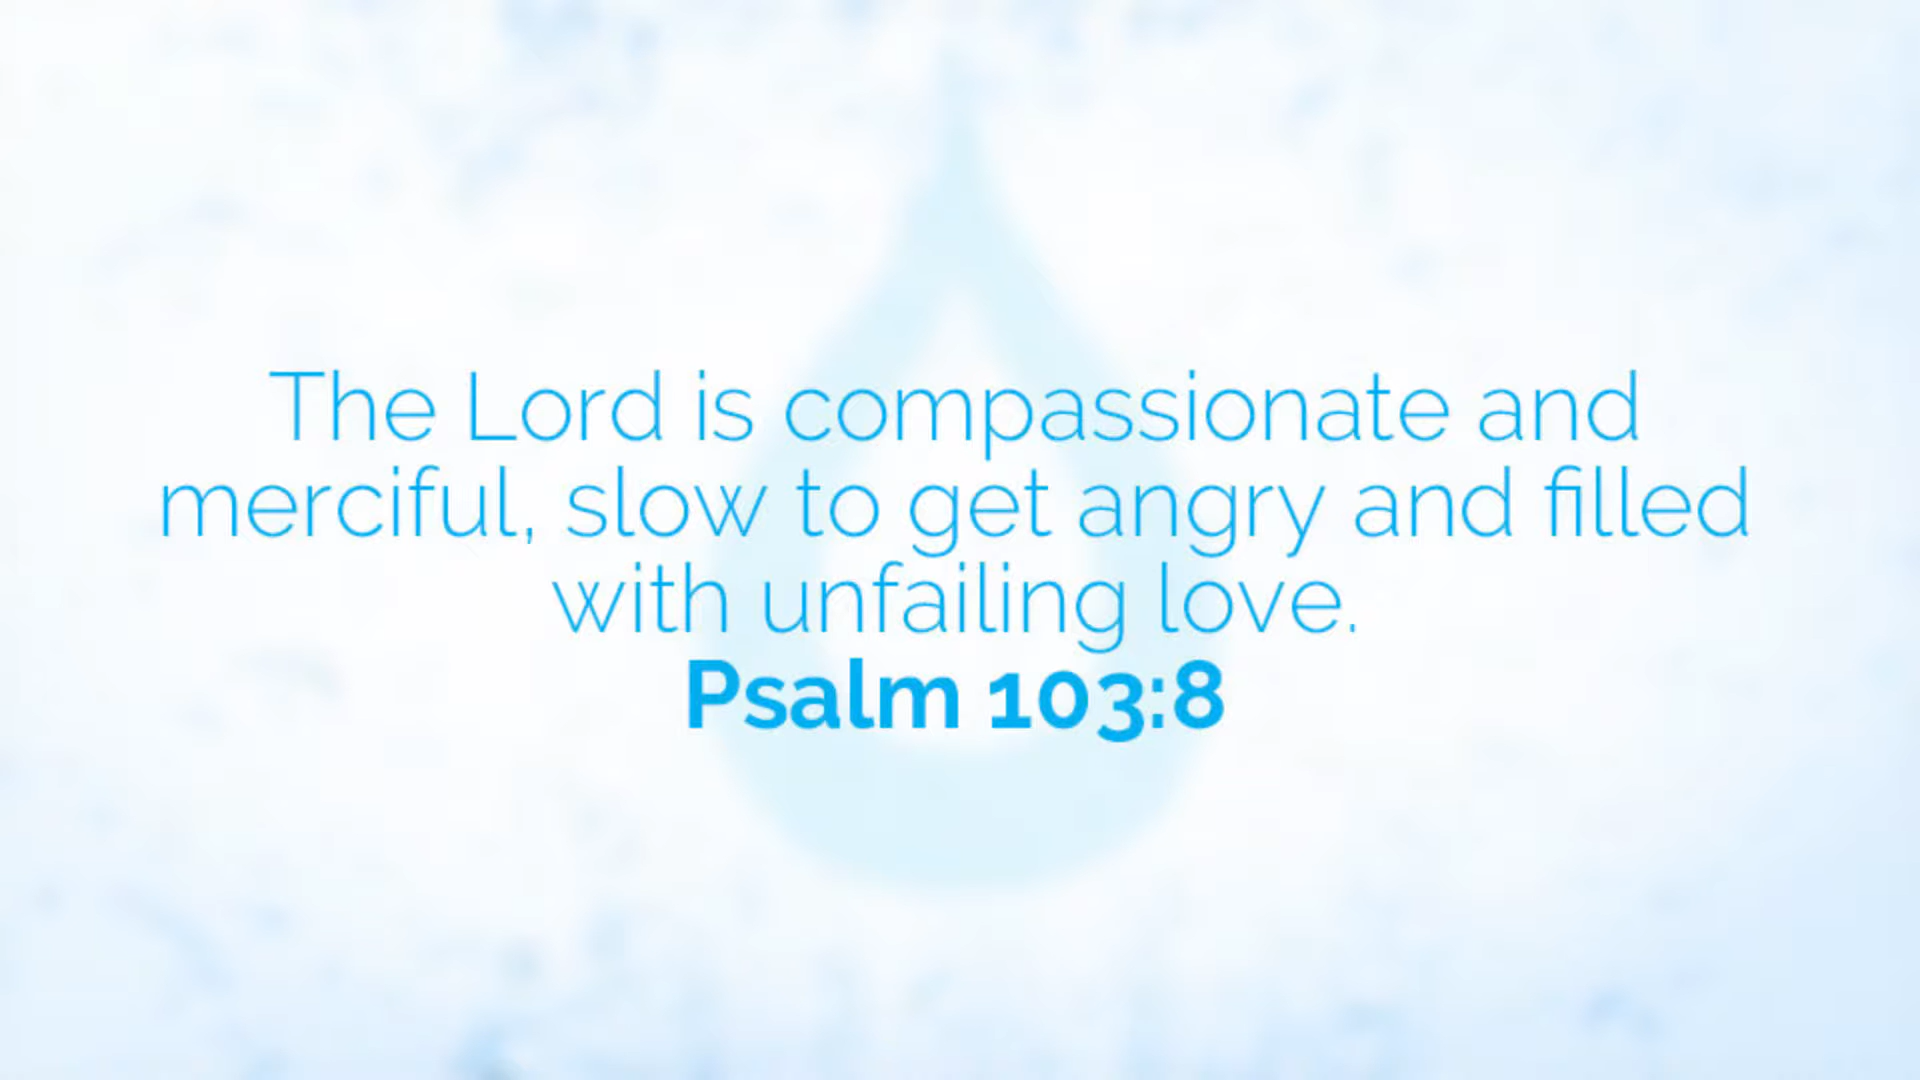 The Lord is compassionate and
merciful, slow to get angry and filled
with unfailing love.
Psalm 103:8